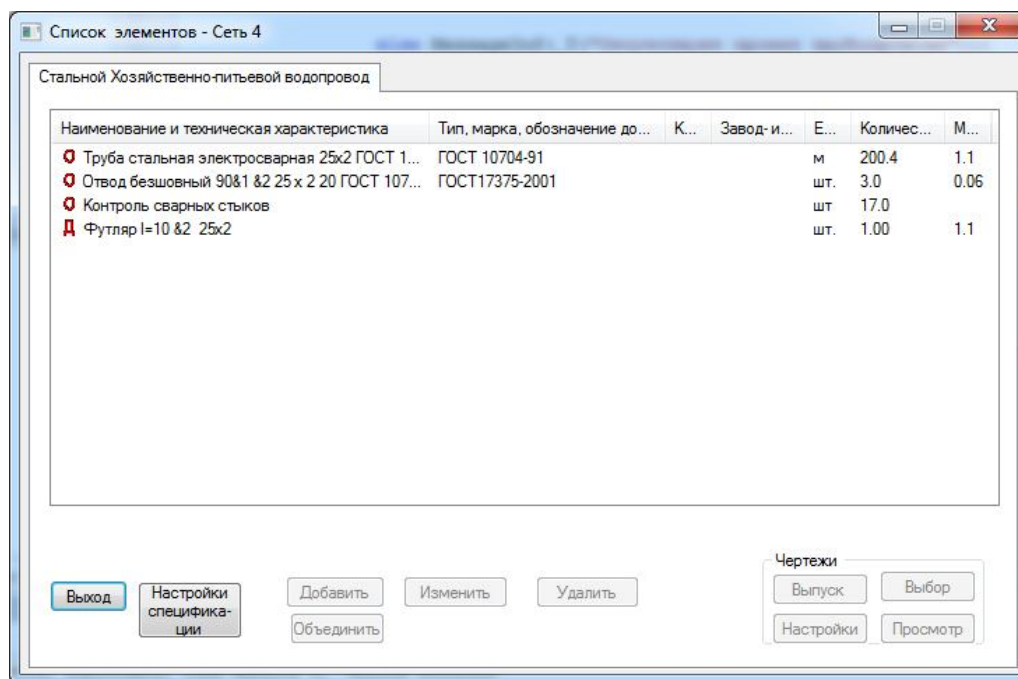 Список элементов - Сеть 4
Стальной Хозяйственно-питьевой водопровод
Наименование и техническая характеристика Тип, марка, обозначение до... К... Завод-и... Е... Количес... М...
О Труба стальная электросварная 25x2 ГОСТ 1... ГОСТ 10704-91 м 200.4 1.1
О Отвод безшовный 90&1 &2 25 x 2 20 ГОСТ 107... ГОСТ17375-2001 шт. 3.0 0.06
О Контроль сварных стыков шт 17.0
Д Футляр l=10 &2 25x2 шт. 1.00 1.1
Чертежи
Выход Настройки специфика-ции Добавить Изменить Удалить Выпуск Выбор
Объединить Настройки Просмотр